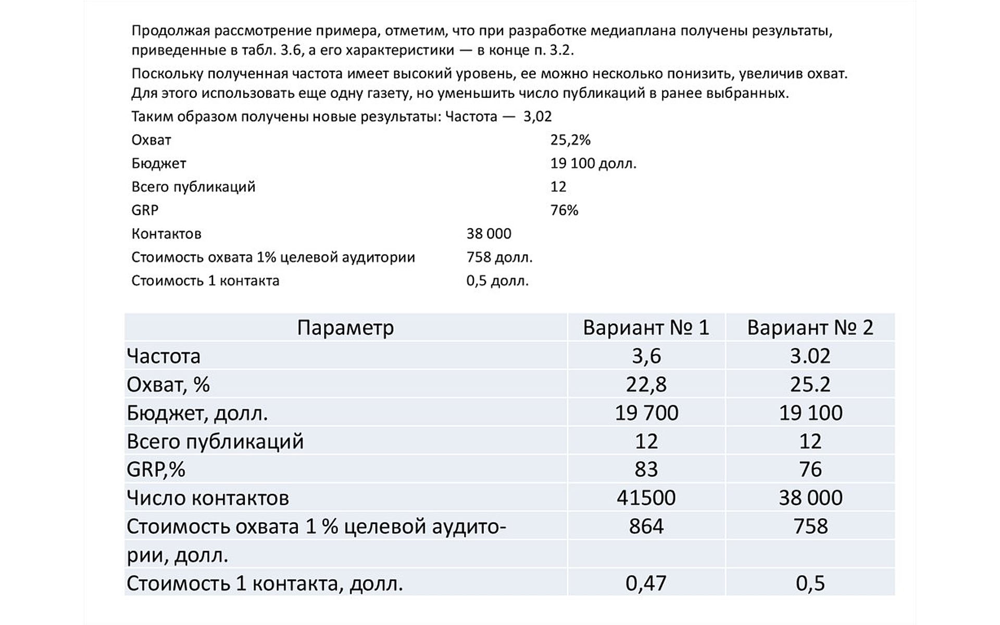 Продолжая рассмотрение примера, отметим, что при разработке медиаплана получены результаты,
приведенные в табл. 3.6, а его характеристики — в конце п. 3.2.
Поскольку полученная частота имеет высокий уровень, ее можно несколько понизить, увеличив охват.
Для этого использовать еще одну газету, но уменьшить число публикаций в ранее выбранных.
Таким образом получены новые результаты: Частота — 3,02
Охват 25,2%
Бюджет 19 100 долл.
Всего публикаций 12
GRP 76%
Контактов 38 000
Стоимость охвата 1% целевой аудитории 758 долл.
Стоимость 1 контакта 0,5 долл.
Параметр Вариант № 1 Вариант № 2
Частота 3,6 3.02
Охват, % 22,8 25.2
Бюджет, долл. 19 700 19 100
Всего публикаций 12 12
GRP,% 83 76
Число контактов 41500 38 000
Стоимость охвата 1 % целевой аудито- 864 758
рии, долл.
Стоимость 1 контакта, долл. 0,47 0,5